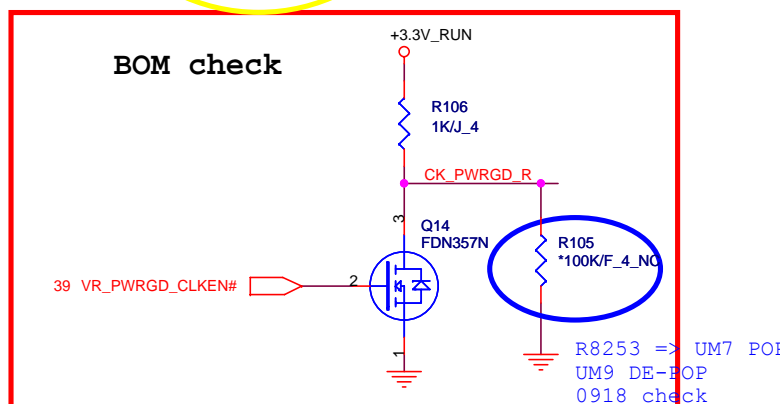 +3.3V_RUN
BOM check
R106
1K/J_4
CK_PWRGD_R
3
Q14
FDN357N
R105
*100K/F_4_NC
39 VR_PWRGD_CLKEN#
2
1
R8253 => UM7 POP
UM9 DE-POP
0918 check